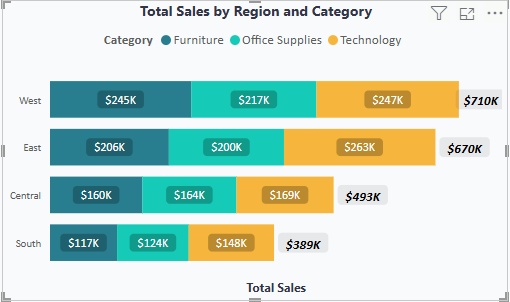 Total Sales by Region and Category
Category Furniture Office Supplies Technology
West $245K $217K $247K $710K
East $206K $200K $263K $670K
Central $160K $164K $169K $493K
South $117K $124K $148K $389K
Total Sales